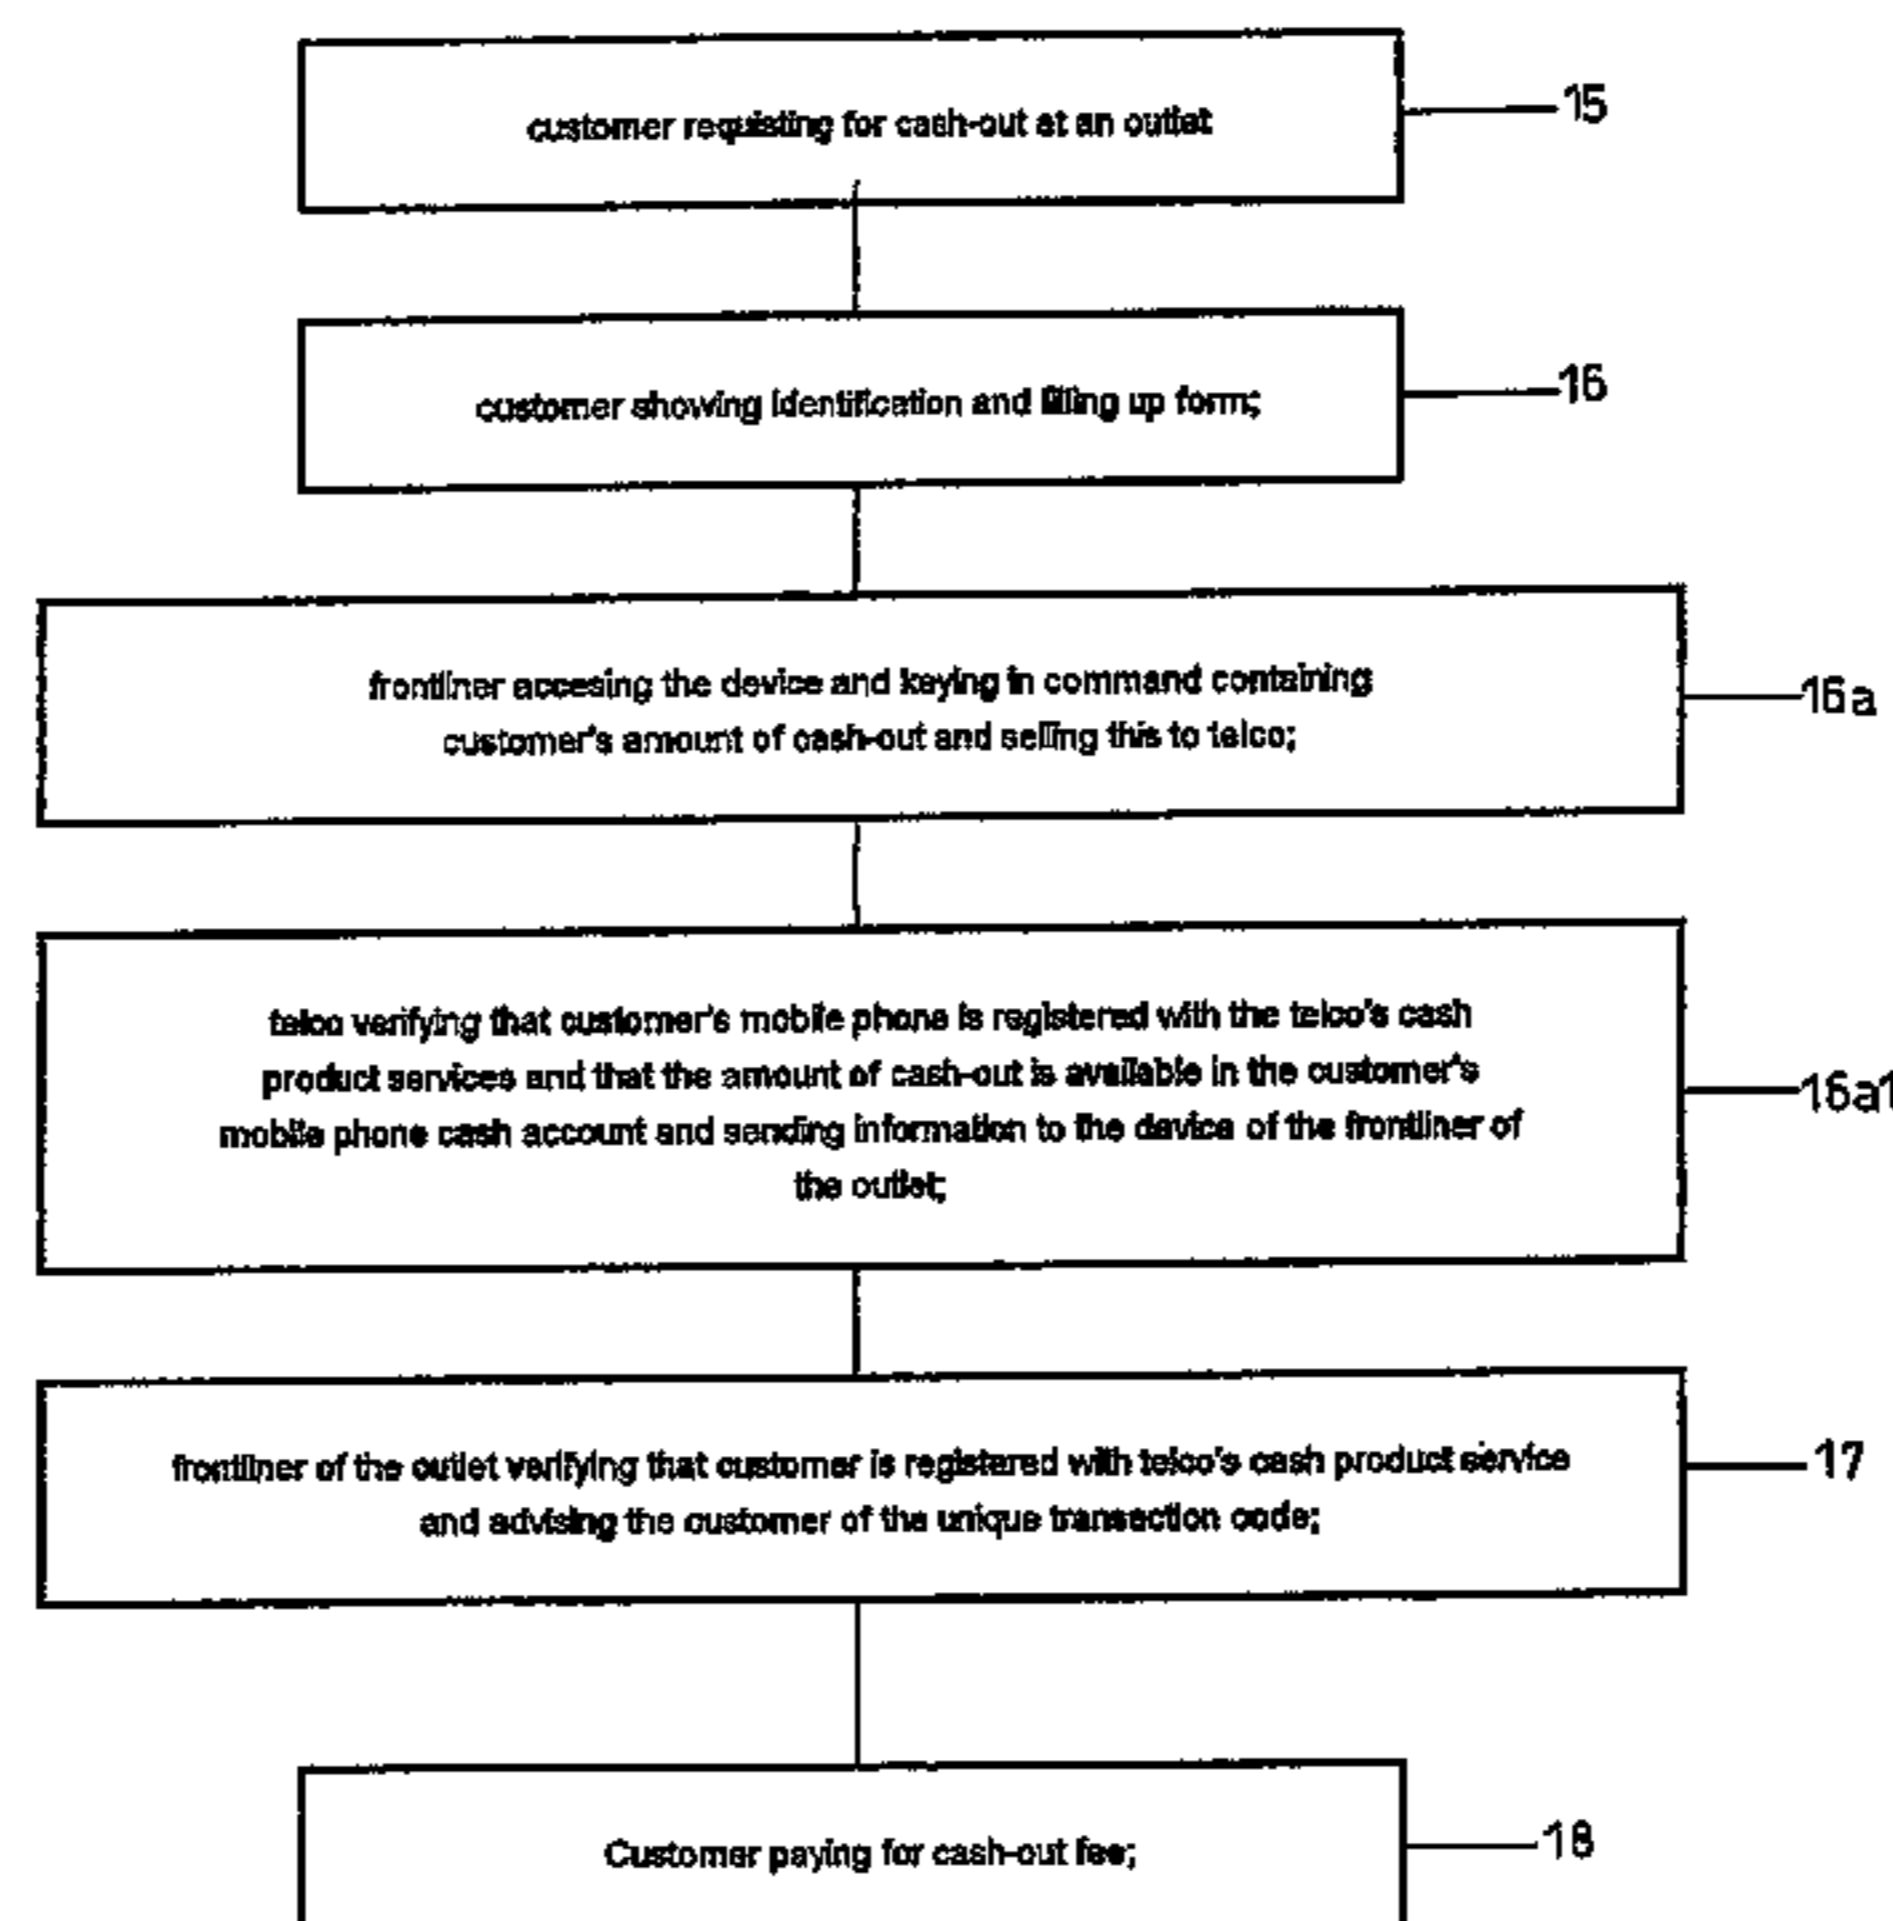 customer requisting for cash-out at an outlet
15
customer showing identification and filling up form;
16
frontliner accesing the device and keying in command containing
customer's amount of cash-out and selling this to telco;
16a
telco verifying that customer's mobile phone is registered with the telco's cash
product services and that the amount of cash-out is available in the customer's
mobile phone cash account and sending information to the device of the frontliner of
the outlet;
16a1
frontliner of the outlet verifying that customer is registered with telco's cash product service
and advising the customer of the unique transaction code;
17
Customer paying for cash-out fee;
18